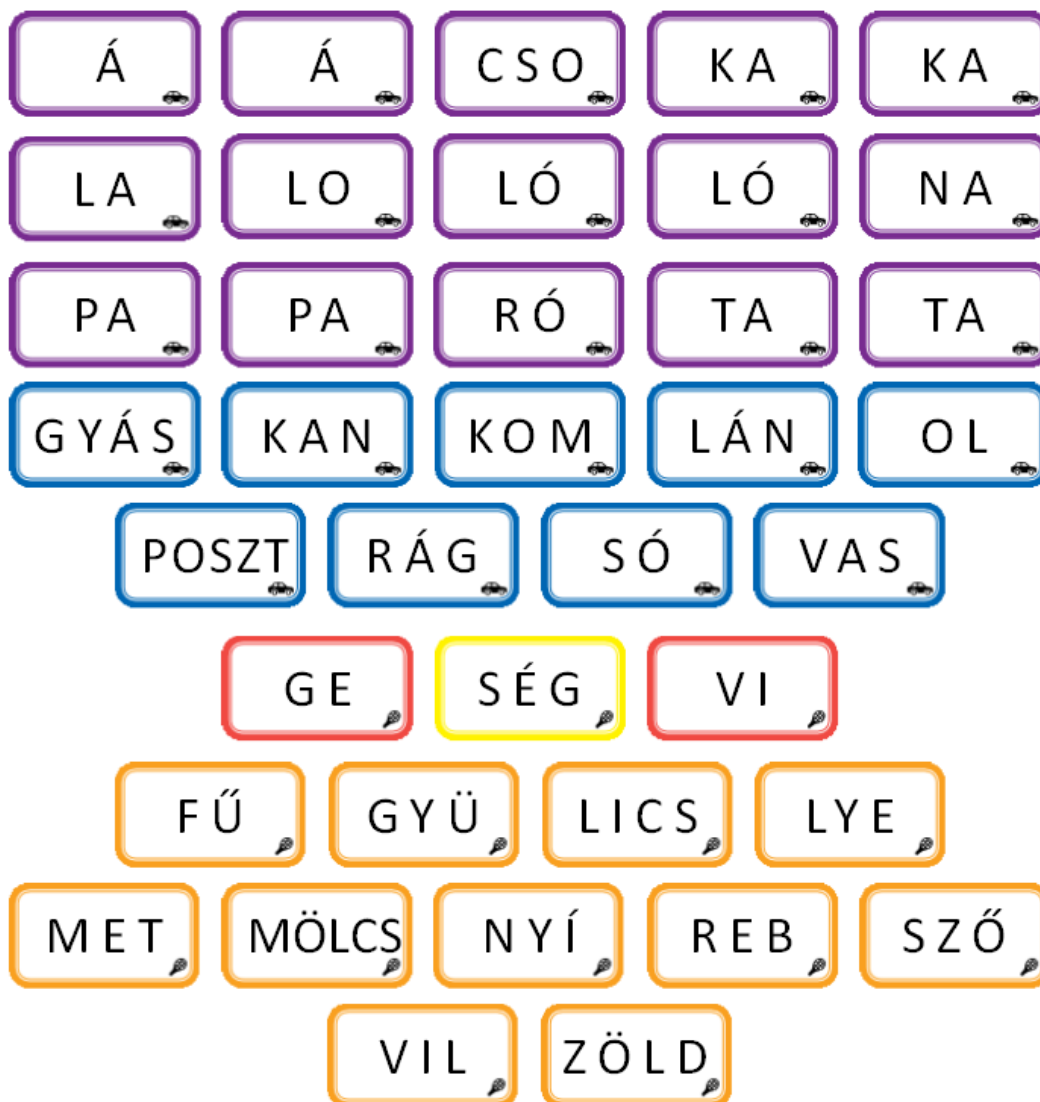 Á Á CSO KA KA
LA LO LÓ LÓ NA
PA PA RÓ TA TA
GYÁS KAN KOM LÁN OL
POSZT RÁG SÓ VAS
GE SÉG VI
FŰ GYÜ LICS LYE
MET MÖLCS NYÍ REB SZŐ
VIL ZÖLD